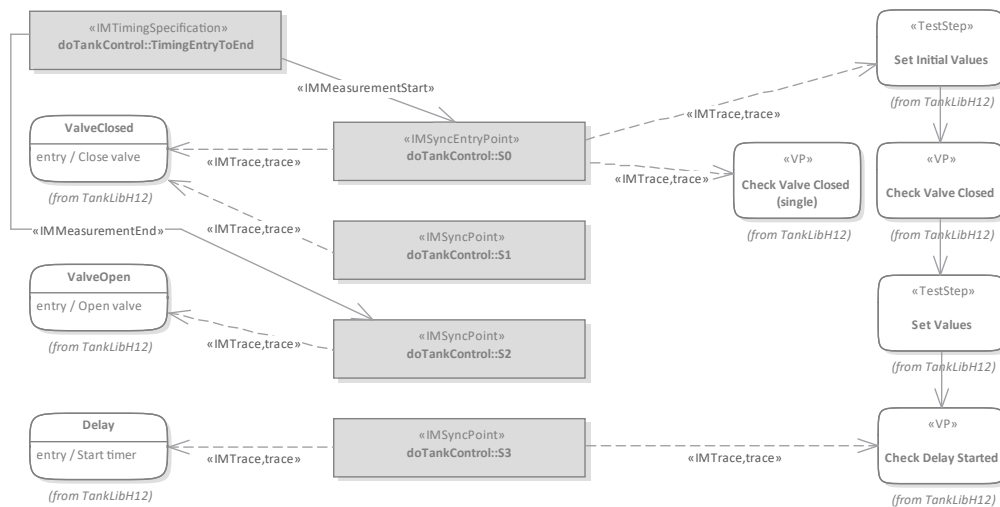 «IMTimingSpecification»
doTankControl::TimingEntryToEnd
«IMMeasurementStart»
ValveClosed
entry / Close valve
(from TankLibH12)
«IMTrace,trace»
«IMSyncEntryPoint»
doTankControl::S0
«IMTrace,trace»
«IMTrace,trace»
«TestStep»
Set Initial Values
(from TankLibH12)
«VP»
Check Valve Closed
(single)
(from TankLibH12)
«VP»
Check Valve Closed
(from TankLibH12)
«IMMeasurementEnd»
«IMTrace,trace»
«IMSyncPoint»
doTankControl::S1
ValveOpen
entry / Open valve
(from TankLibH12)
«IMTrace,trace»
«IMSyncPoint»
doTankControl::S2
«TestStep»
Set Values
(from TankLibH12)
Delay
entry / Start timer
(from TankLibH12)
«IMTrace,trace»
«IMSyncPoint»
doTankControl::S3
«IMTrace,trace»
«VP»
Check Delay Started
(from TankLibH12)